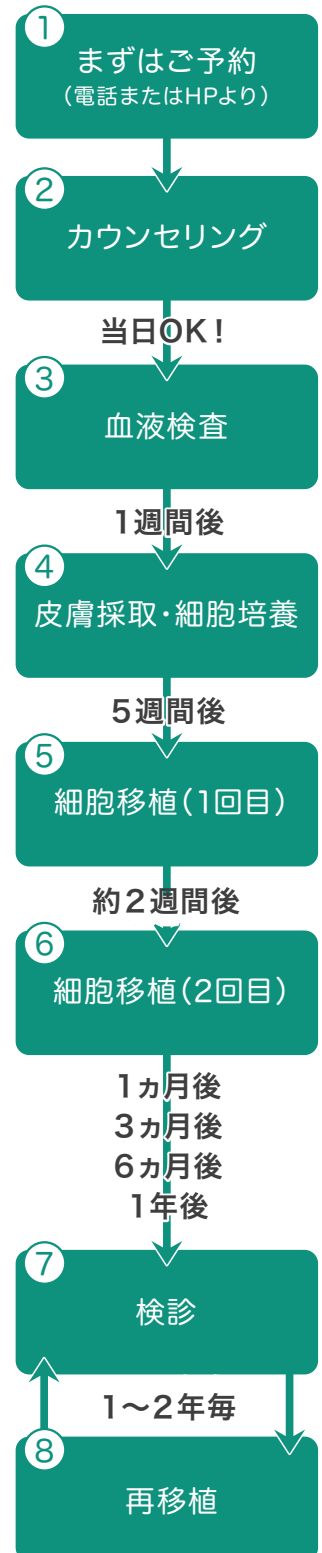 ①
まずはご予約
（電話またはHPより）
②
カウンセリング
当日OK！
③
血液検査
1週間後
④
皮膚採取・細胞培養
5週間後
⑤
細胞移植（1回目）
約2週間後
⑥
細胞移植（2回目）
1ヵ月後
3ヵ月後
6ヵ月後
1年後
⑦
検診
1〜2年毎
⑧
再移植